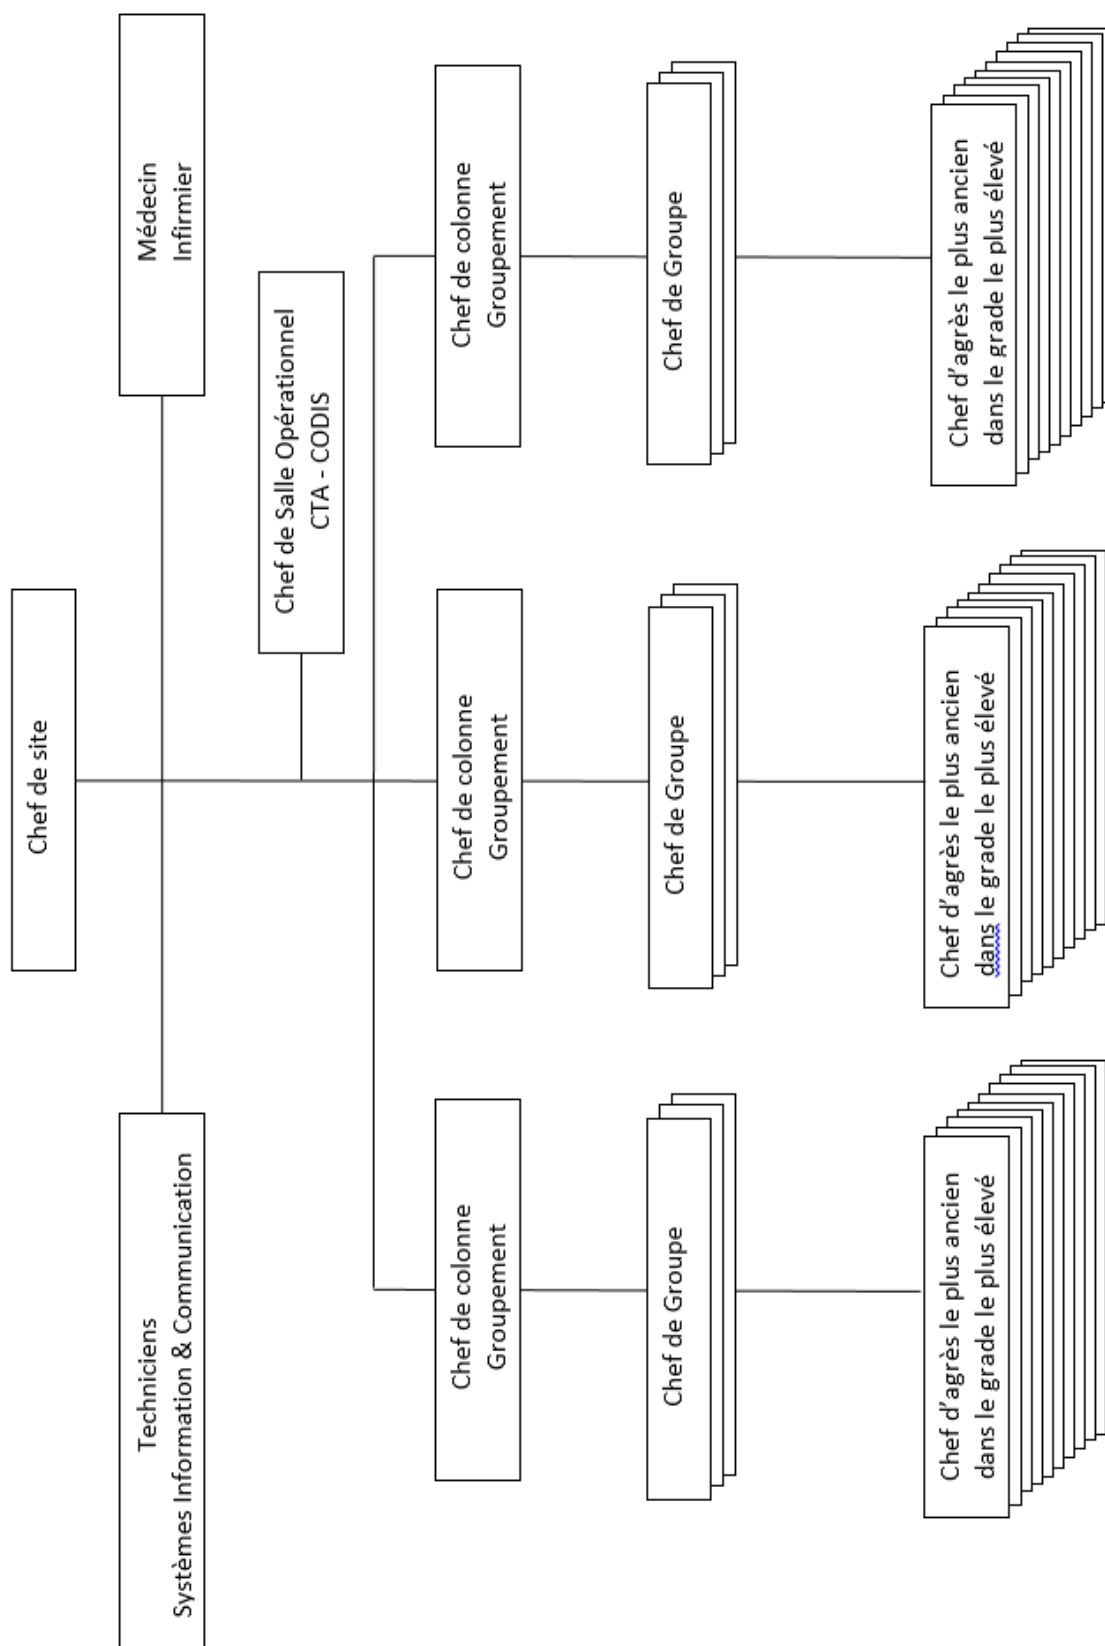 Chef de site
Techniciens
Systèmes Information & Communication
Médecin
Infirmier
Chef de Salle Opérationnel
CTA - CODIS
Chef de colonne
Groupement
Chef de colonne
Groupement
Chef de colonne
Groupement
Chef de Groupe
Chef de Groupe
Chef de Groupe
Chef d'agrès le plus ancien
dans le grade le plus élevé
Chef d'agrès le plus ancien
dans le grade le plus élevé
Chef d'agrès le plus ancien
dans le grade le plus élevé